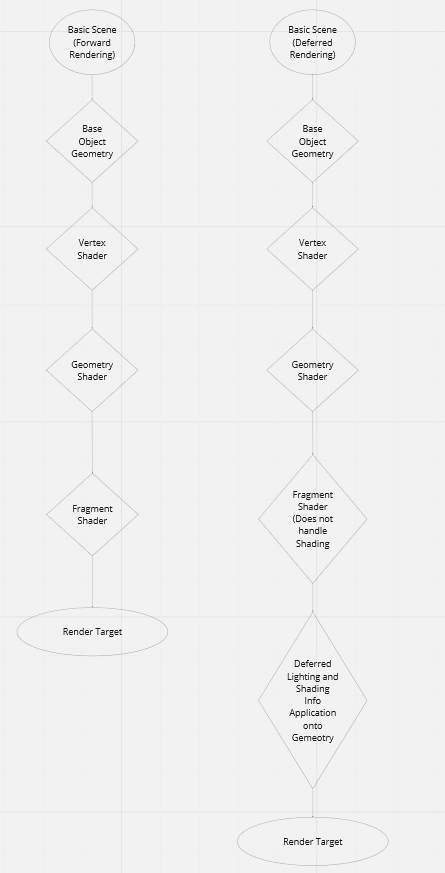 Basic Scene
(Forward
Rendering)
Base
Object
Geometry
Vertex
Shader
Geometry
Shader
Fragment
Shader
Render Target
Basic Scene
(Deferred
Rendering)
Base
Object
Geometry
Vertex
Shader
Geometry
Shader
Fragment
Shader
(Does not
handle
Shading
Deferred
Lighting and
Shading
Info
Application
onto
Gemeotry
Render Target